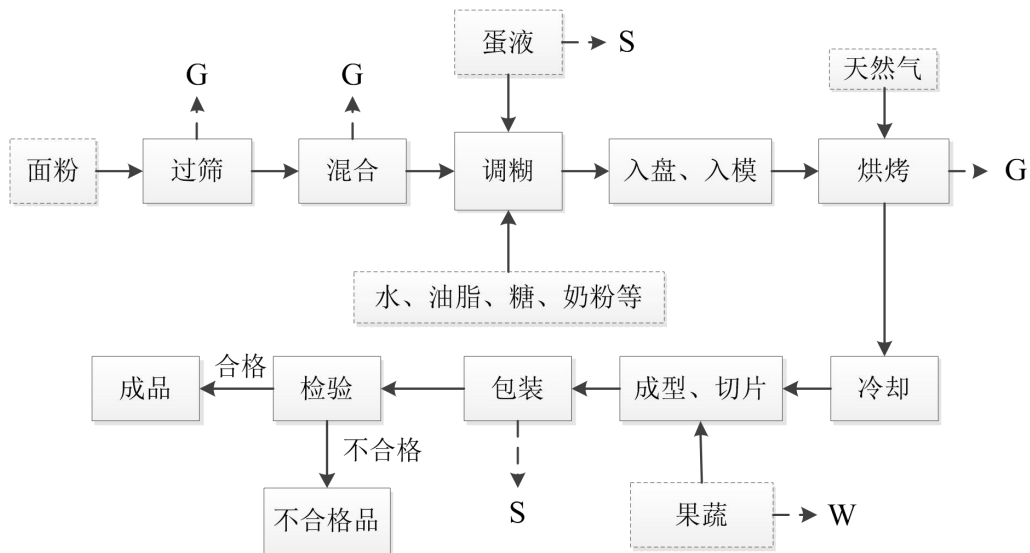 蛋液
S
G
G
天然气
面粉
过筛
混合
调糊
入盘、入模
烘烤
G
水、油脂、糖、奶粉等
成品
合格
检验
包装
成型、切片
冷却
不合格
不合格品
S
果蔬
W